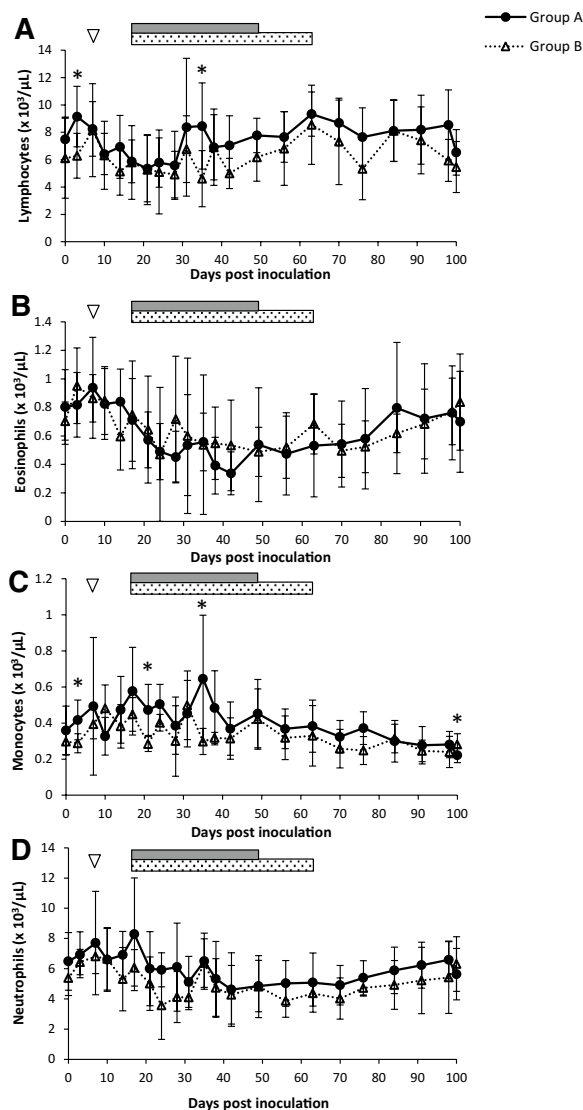 Group A
Group B
A
Lymphocytes (x 10³/µL)
14
12
10
8
6
4
2
0
* *
0 10 20 30 40 50 60 70 80 90 100
Days post inoculation
B
Eosinophils (x 10³/µL)
1.4
1.2
1
0.8
0.6
0.4
0.2
0
0 10 20 30 40 50 60 70 80 90 100
Days post inoculation
C
Monocytes (x 10³/µL)
1.2
1
0.8
0.6
0.4
0.2
0
* * * *
0 10 20 30 40 50 60 70 80 90 100
Days post inoculation
D
Neutrophils (x 10³/µL)
14
12
10
8
6
4
2
0
0 10 20 30 40 50 60 70 80 90 100
Days post inoculation